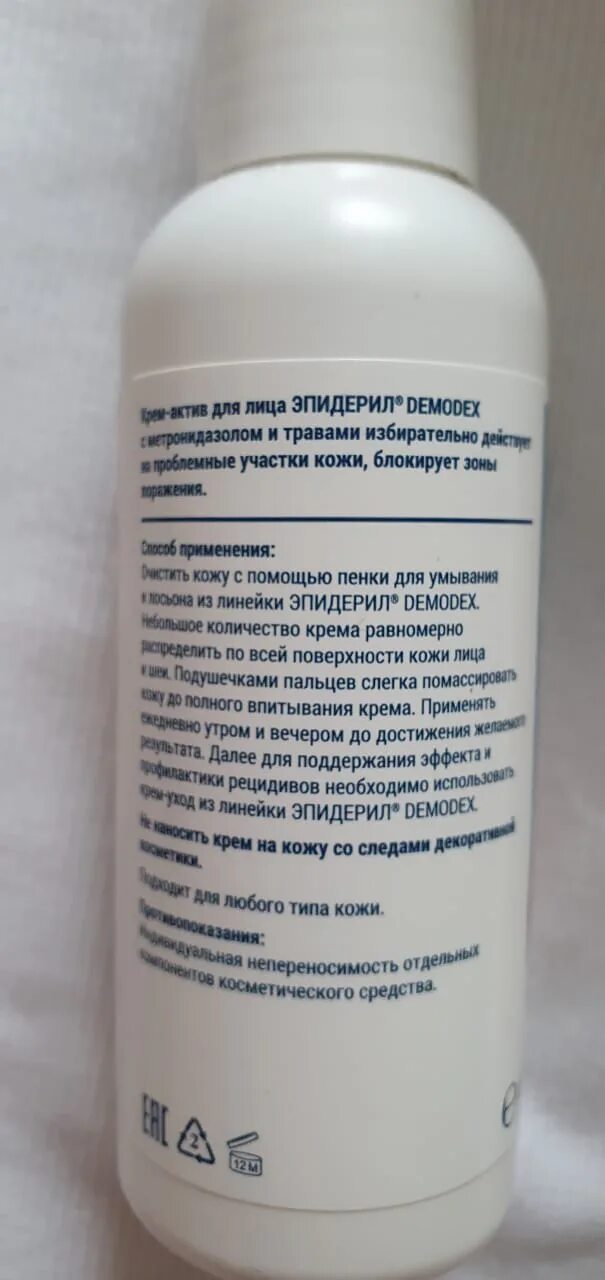 Крем-актив для лица ЭПИДЕРИЛ® DEMODEX
с метронидазолом и травами избирательно действует
на проблемные участки кожи, блокирует зоны
поражения.
Способ применения:
Очистить кожу с помощью пенки для умывания
и лосьона из линейки ЭПИДЕРИЛ® DEMODEX.
Небольшое количество крема равномерно
распределить по всей поверхности кожи лица
и шеи. Подушечками пальцев слегка помассировать
кожу до полного впитывания крема. Применять
ежедневно утром и вечером до достижения желаемого
результата. Далее для поддержания эффекта и
профилактики рецидивов необходимо использовать
крем-уход из линейки ЭПИДЕРИЛ® DEMODEX.
Не наносить крем на кожу со следами декоративной
косметики.
Подходит для любого типа кожи.
Противопоказания:
Индивидуальная непереносимость отдельных
компонентов косметического средства.
EAC 2 12 M ℮